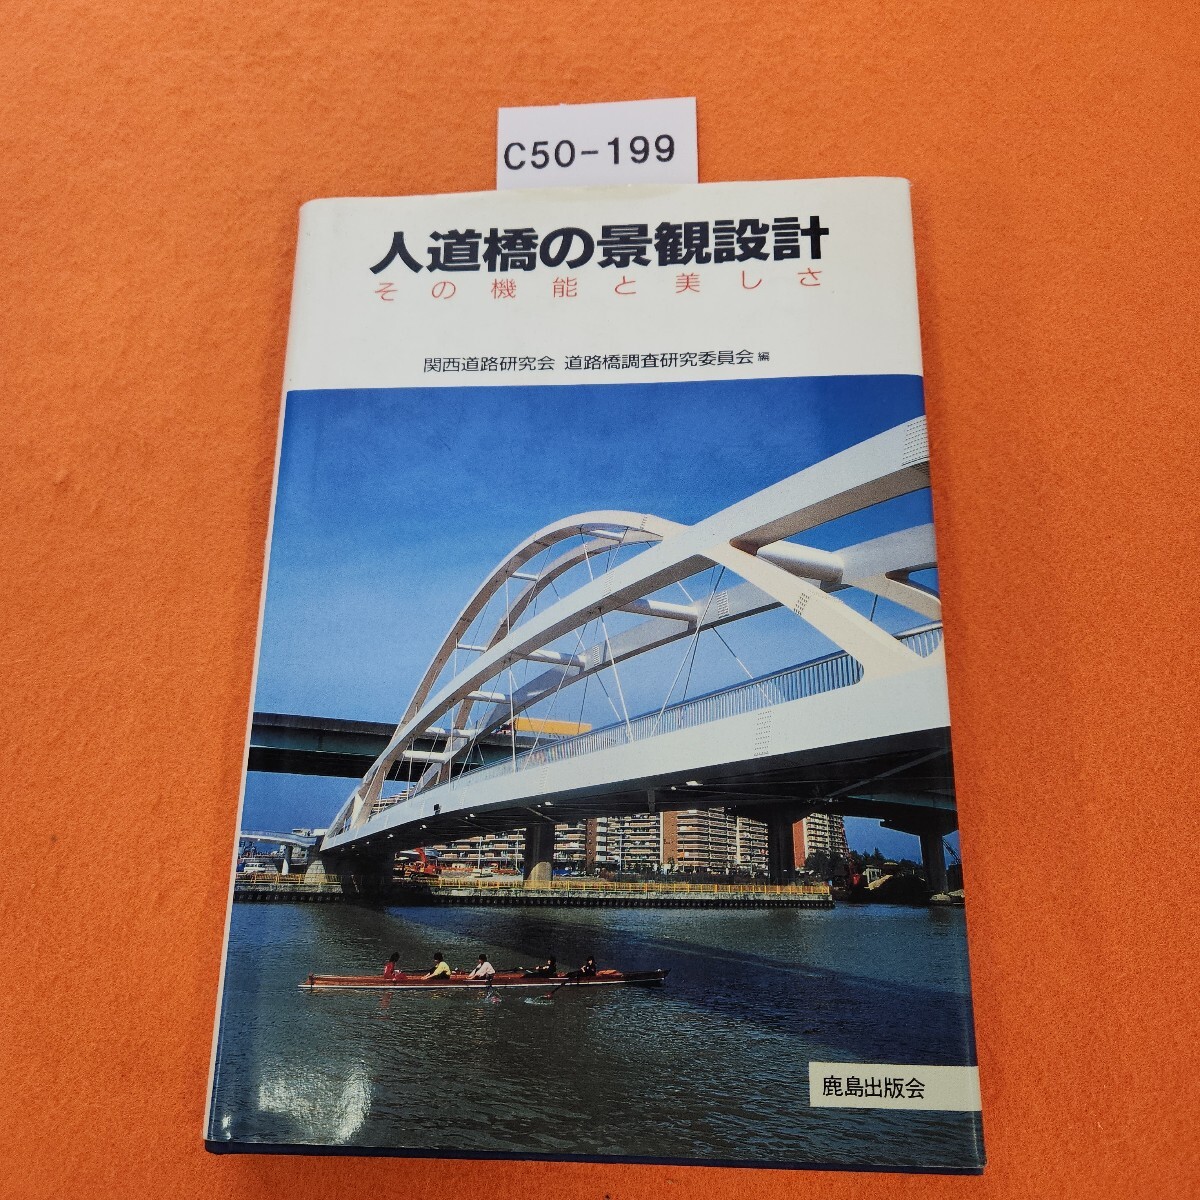 C50-199
人道橋の景観設計
その機能と美しさ
関西道路研究会 道路橋調査研究委員会 編
鹿島出版会